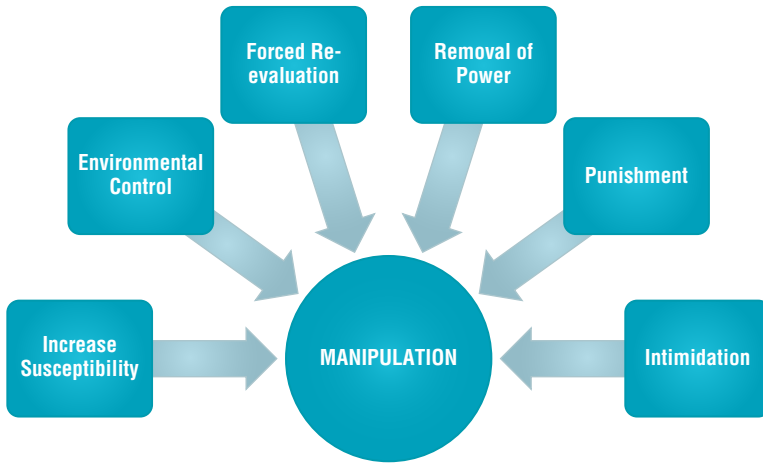 Forced Re-
evaluation
Removal of
Power
Environmental
Control
Punishment
Increase
Susceptibility
MANIPULATION
Intimidation